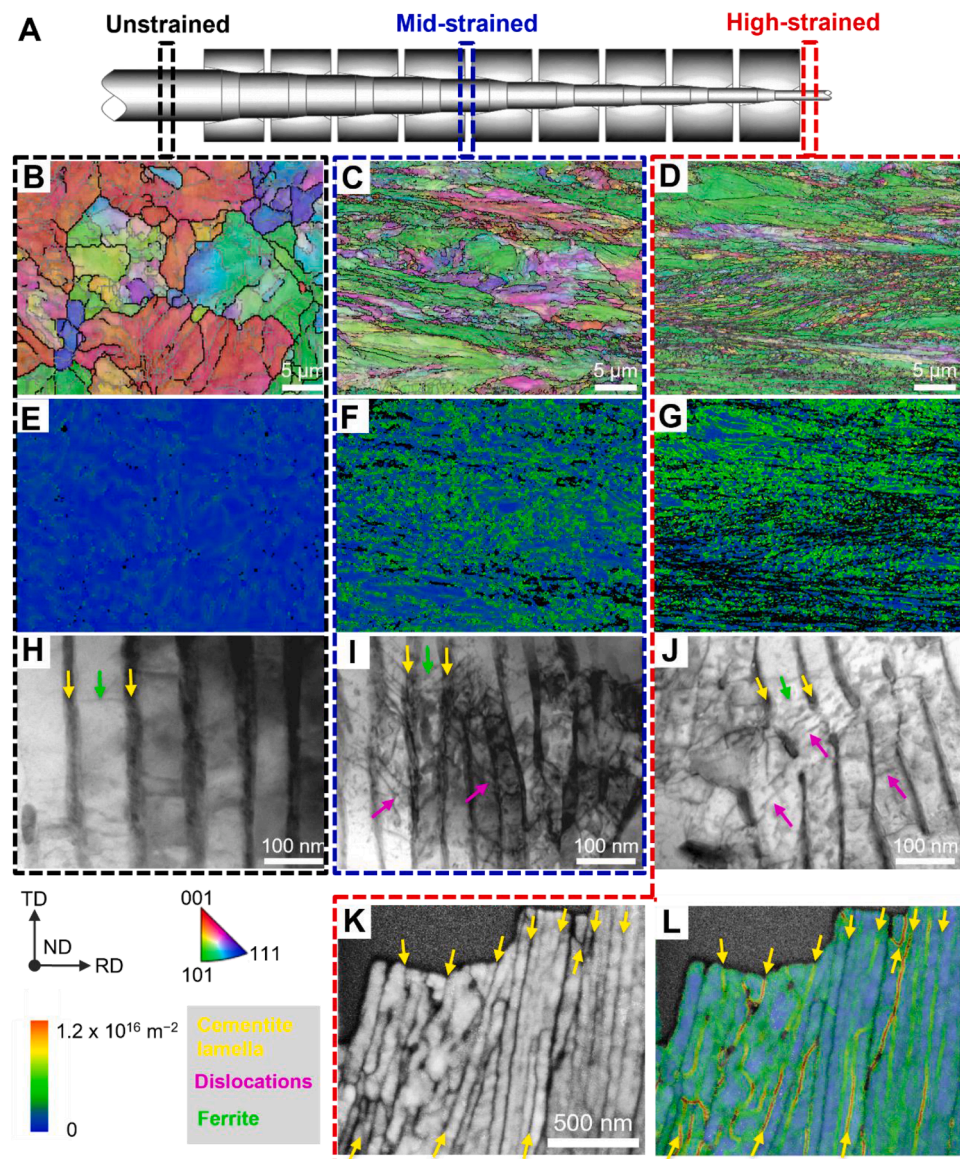 A
Unstrained
Mid-strained
High-strained
B
5 µm
C
5 µm
D
5 µm
E
F
G
H
100 nm
I
100 nm
J
100 nm
TD
ND
RD
001
111
101
1.2 x 10¹⁶ m⁻²
0
Cementite
lamella
Dislocations
Ferrite
K
500 nm
L